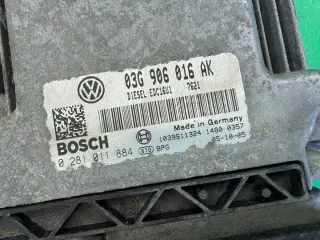 03G 906 016 AK
DIESEL EDC16U1 7621
Made in Germany
BOSCH
1039S11324 1480 0357
0 281 011 884 BPS 05-10-05